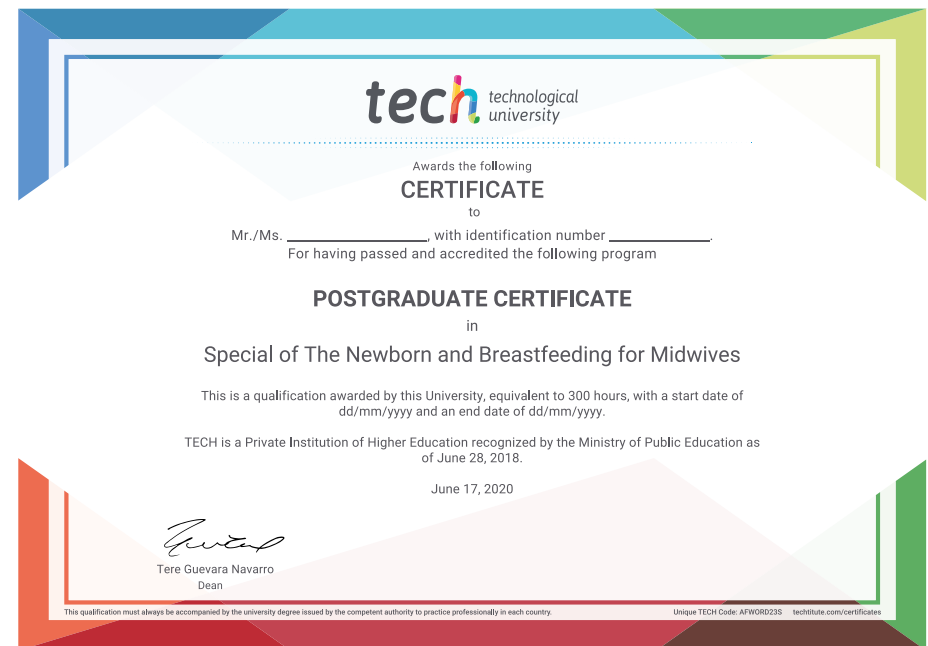 tech technological
university
Awards the following
CERTIFICATE
to
Mr./Ms. ____________________, with identification number ______________.
For having passed and accredited the following program
POSTGRADUATE CERTIFICATE
in
Special of The Newborn and Breastfeeding for Midwives
This is a qualification awarded by this University, equivalent to 300 hours, with a start date of
dd/mm/yyyy and an end date of dd/mm/yyyy.
TECH is a Private Institution of Higher Education recognized by the Ministry of Public Education as
of June 28, 2018.
June 17, 2020
Tere Guevara Navarro
Dean
This qualification must always be accompanied by the university degree issued by the competent authority to practice professionally in each country. Unique TECH Code: AFWORD23S techtitute.com/certificates